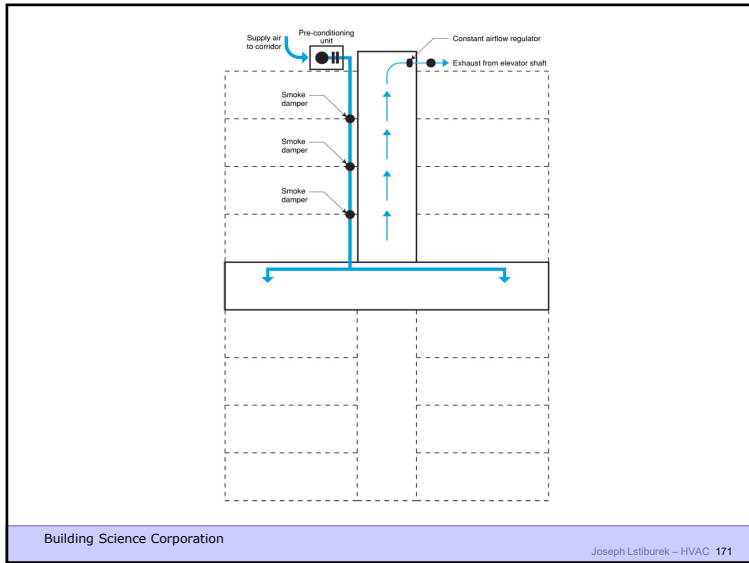 Supply air
to corridor
Pre-conditioning
unit
Constant airflow regulator
Exhaust from elevator shaft
Smoke
damper
Smoke
damper
Smoke
damper
Building Science Corporation
Joseph Lstiburek – HVAC 171